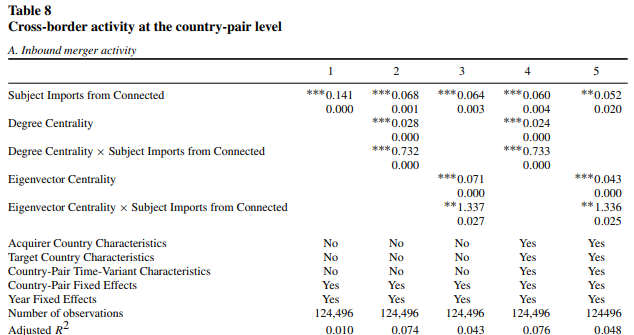 Table 8
Cross-border activity at the country-pair level
A. Inbound merger activity
1 2 3 4 5
Subject Imports from Connected ***0.141 ***0.068 ***0.064 ***0.060 **0.052
0.000 0.001 0.003 0.004 0.020
Degree Centrality ***0.028 ***0.024
0.000 0.000
Degree Centrality × Subject Imports from Connected ***0.732 ***0.733
0.000 0.000
Eigenvector Centrality ***0.071 ***0.043
0.000 0.000
Eigenvector Centrality × Subject Imports from Connected **1.337 **1.336
0.027 0.025
Acquirer Country Characteristics No No No Yes Yes
Target Country Characteristics No No No Yes Yes
Country-Pair Time-Variant Characteristics No No No Yes Yes
Country-Pair Fixed Effects Yes Yes Yes Yes Yes
Year Fixed Effects Yes Yes Yes Yes Yes
Number of observations 124,496 124,496 124,496 124,496 124496
Adjusted R2 0.010 0.074 0.043 0.076 0.048